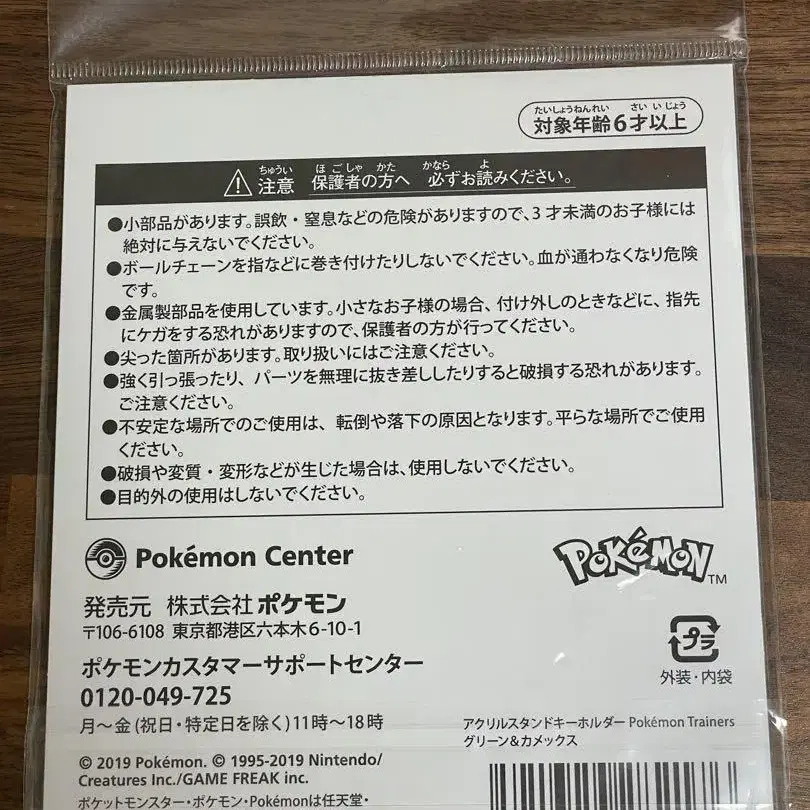 たいしょうねんれい さい いじょう
対象年齢6才以上
ちゅうい ほごしゃ かた かなら よ
注意 保護者の方へ 必ずお読みください。
●小部品があります。誤飲・窒息などの危険がありますので、3才未満のお子様には
絶対に与えないでください。
●ボールチェーンを指などに巻き付けたりしないでください。血が通わなくなり危険
です。
●金属製部品を使用しています。小さなお子様の場合、付け外しのときなどに、指先
にケガをする恐れがありますので、保護者の方が行ってください。
●尖った箇所があります。取り扱いにはご注意ください。
●強く引っ張ったり、パーツを無理に抜き差ししたりすると破損する恐れがあります。
ご注意ください。
●不安定な場所でのご使用は、転倒や落下の原因となります。平らな場所でご使用
ください。
●破損や変質・変形などが生じた場合は、使用しないでください。
●目的外の使用はしないでください。
Pokémon Center
POKéMON TM
発売元 株式会社ポケモン
〒106-6108 東京都港区六本木6-10-1
プラ
外装・内袋
ポケモンカスタマーサポートセンター
0120-049-725
月～金(祝日・特定日を除く)11時～18時
アクリルスタンドキーホルダー Pokémon Trainers
グリーン&カメックス
© 2019 Pokémon. © 1995-2019 Nintendo/
Creatures Inc./GAME FREAK inc.
ポケットモンスター・ポケモン・Pokémonは任天堂・